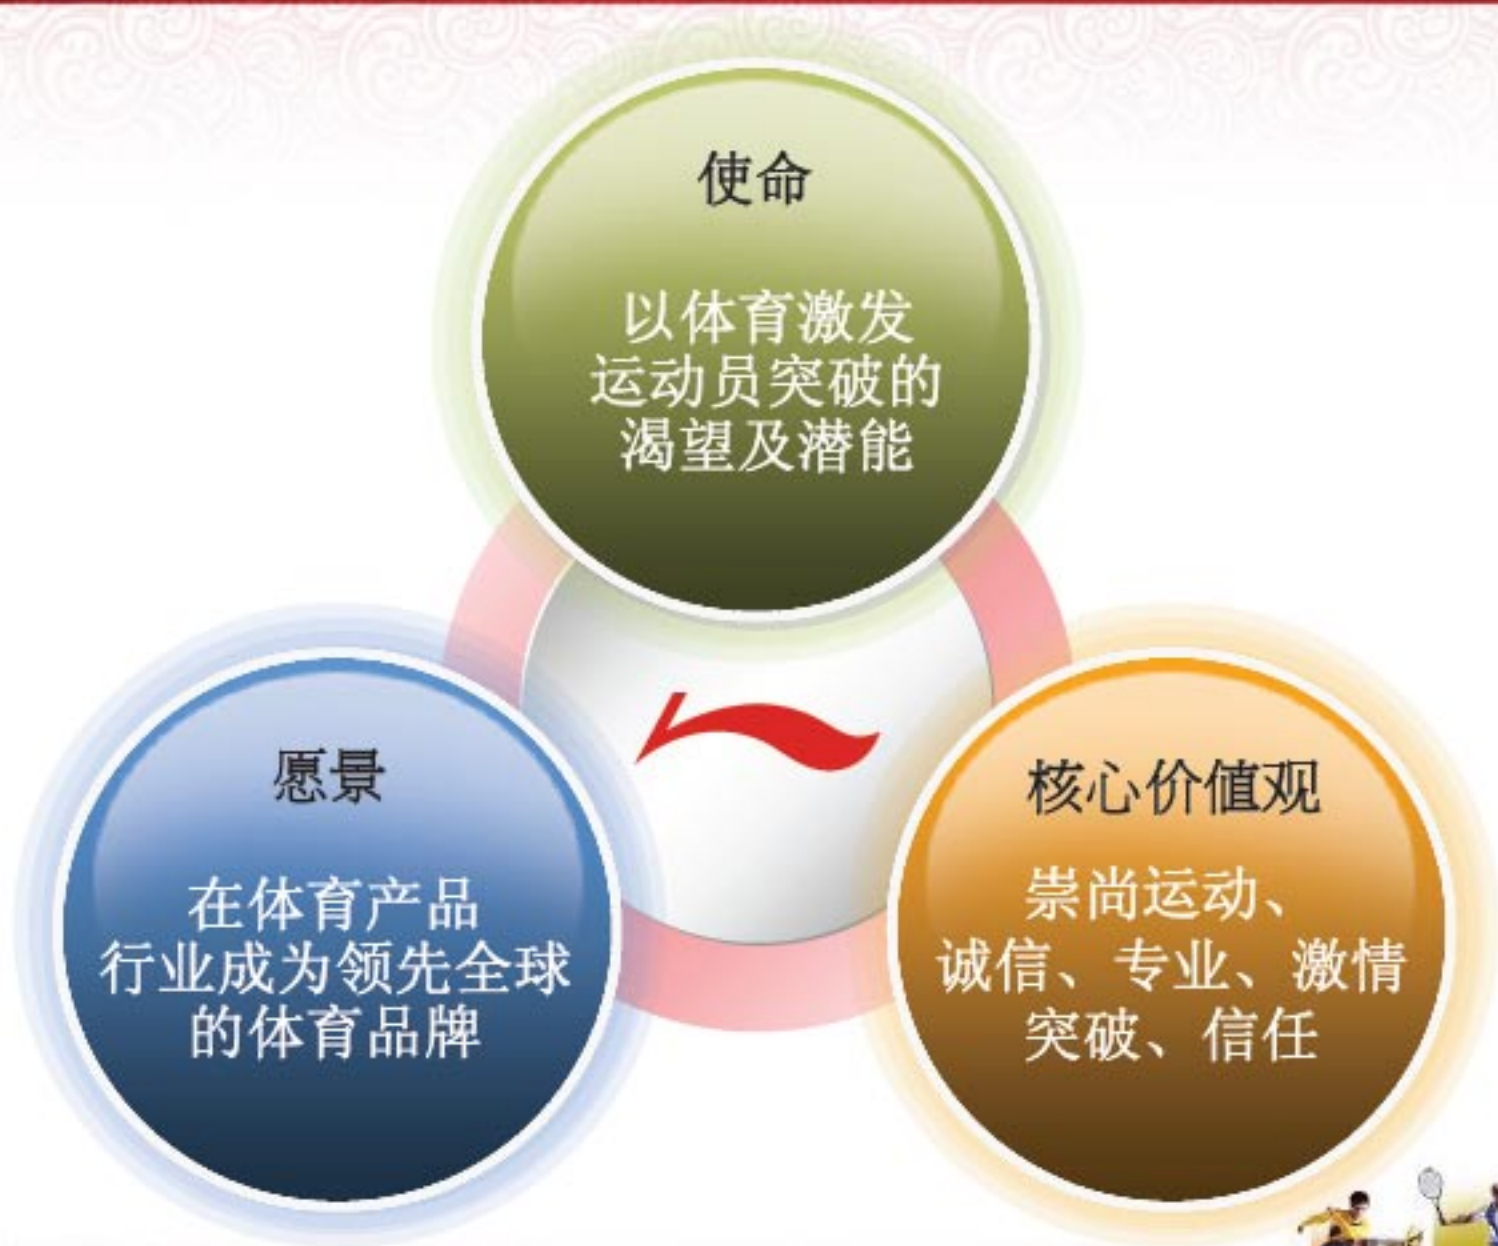 使命
以体育激发
运动员突破的
渴望及潜能
愿景
在体育产品
行业成为领先全球
的体育品牌
核心价值观
崇尚运动、
诚信、专业、激情
突破、信任